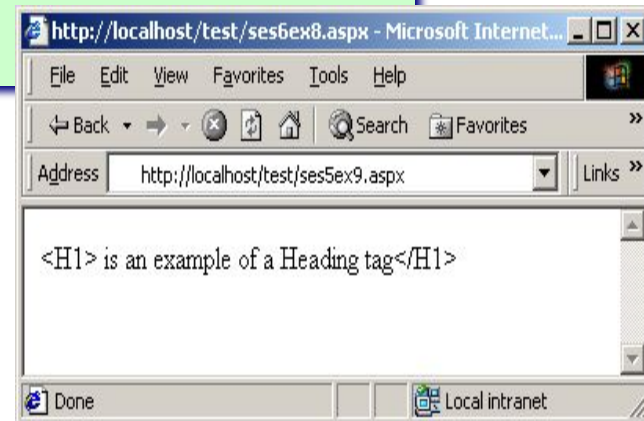 http://localhost/test/ses6ex8.aspx - Microsoft Internet...
File Edit View Favorites Tools Help
Back Search Favorites »
Address http://localhost/test/ses5ex9.aspx Links »
<H1> is an example of a Heading tag</H1>
Done Local intranet